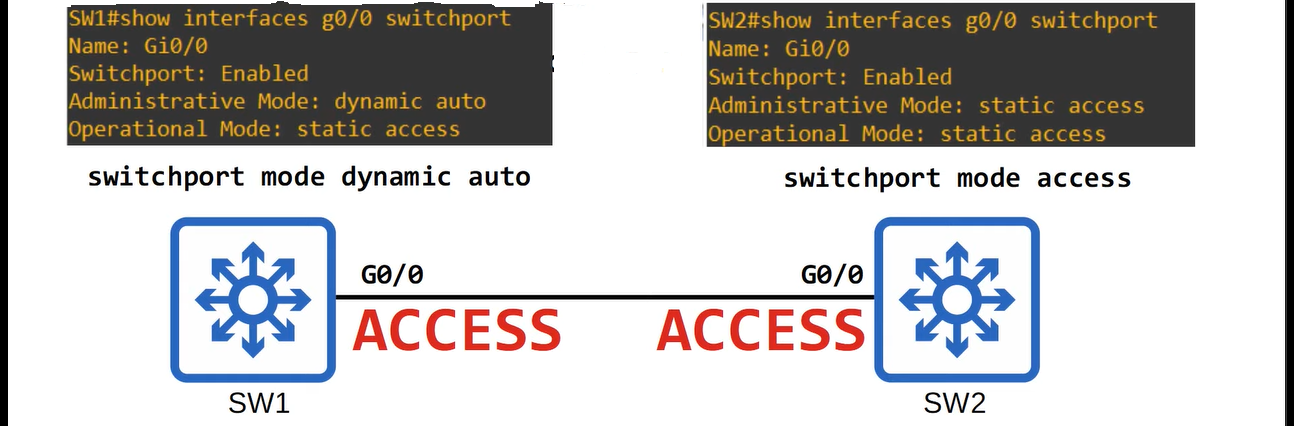 SW1#show interfaces g0/0 switchport
Name: Gi0/0
Switchport: Enabled
Administrative Mode: dynamic auto
Operational Mode: static access
SW2#show interfaces g0/0 switchport
Name: Gi0/0
Switchport: Enabled
Administrative Mode: static access
Operational Mode: static access
switchport mode dynamic auto
switchport mode access
G0/0
G0/0
ACCESS
ACCESS
SW1
SW2